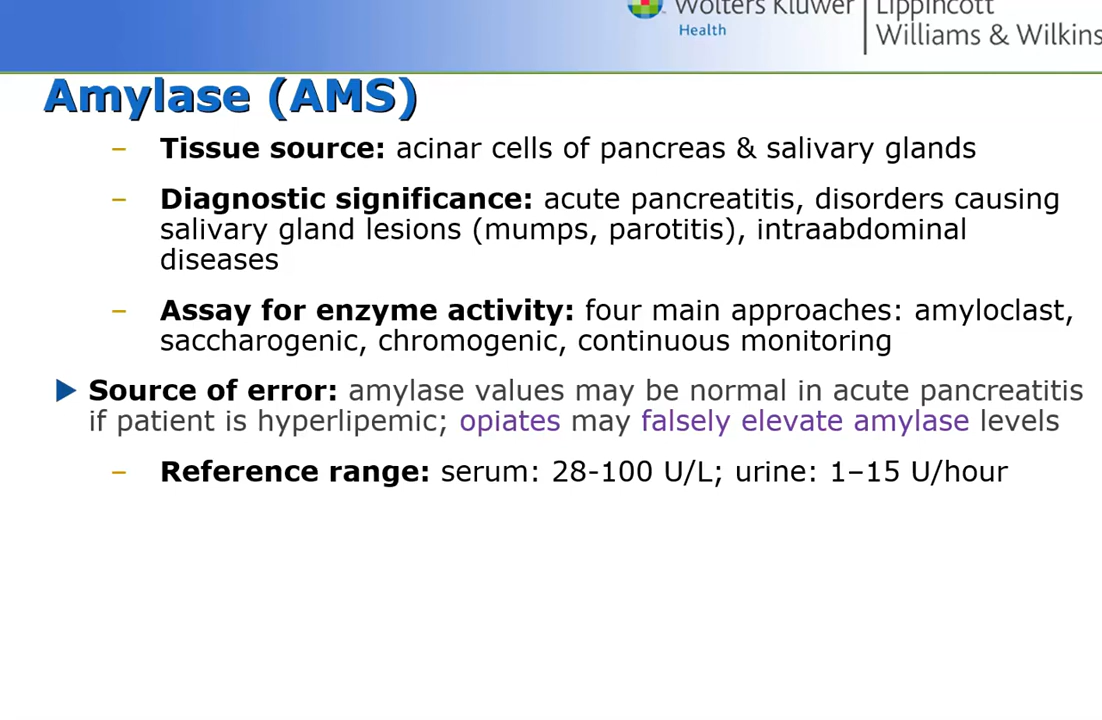 Wolters Kluwer
Health
Lippincott
Williams & Wilkins
Amylase (AMS)
– Tissue source: acinar cells of pancreas & salivary glands
– Diagnostic significance: acute pancreatitis, disorders causing
salivary gland lesions (mumps, parotitis), intraabdominal
diseases
– Assay for enzyme activity: four main approaches: amyloclast,
saccharogenic, chromogenic, continuous monitoring
Source of error: amylase values may be normal in acute pancreatitis
if patient is hyperlipemic; opiates may falsely elevate amylase levels
– Reference range: serum: 28-100 U/L; urine: 1–15 U/hour